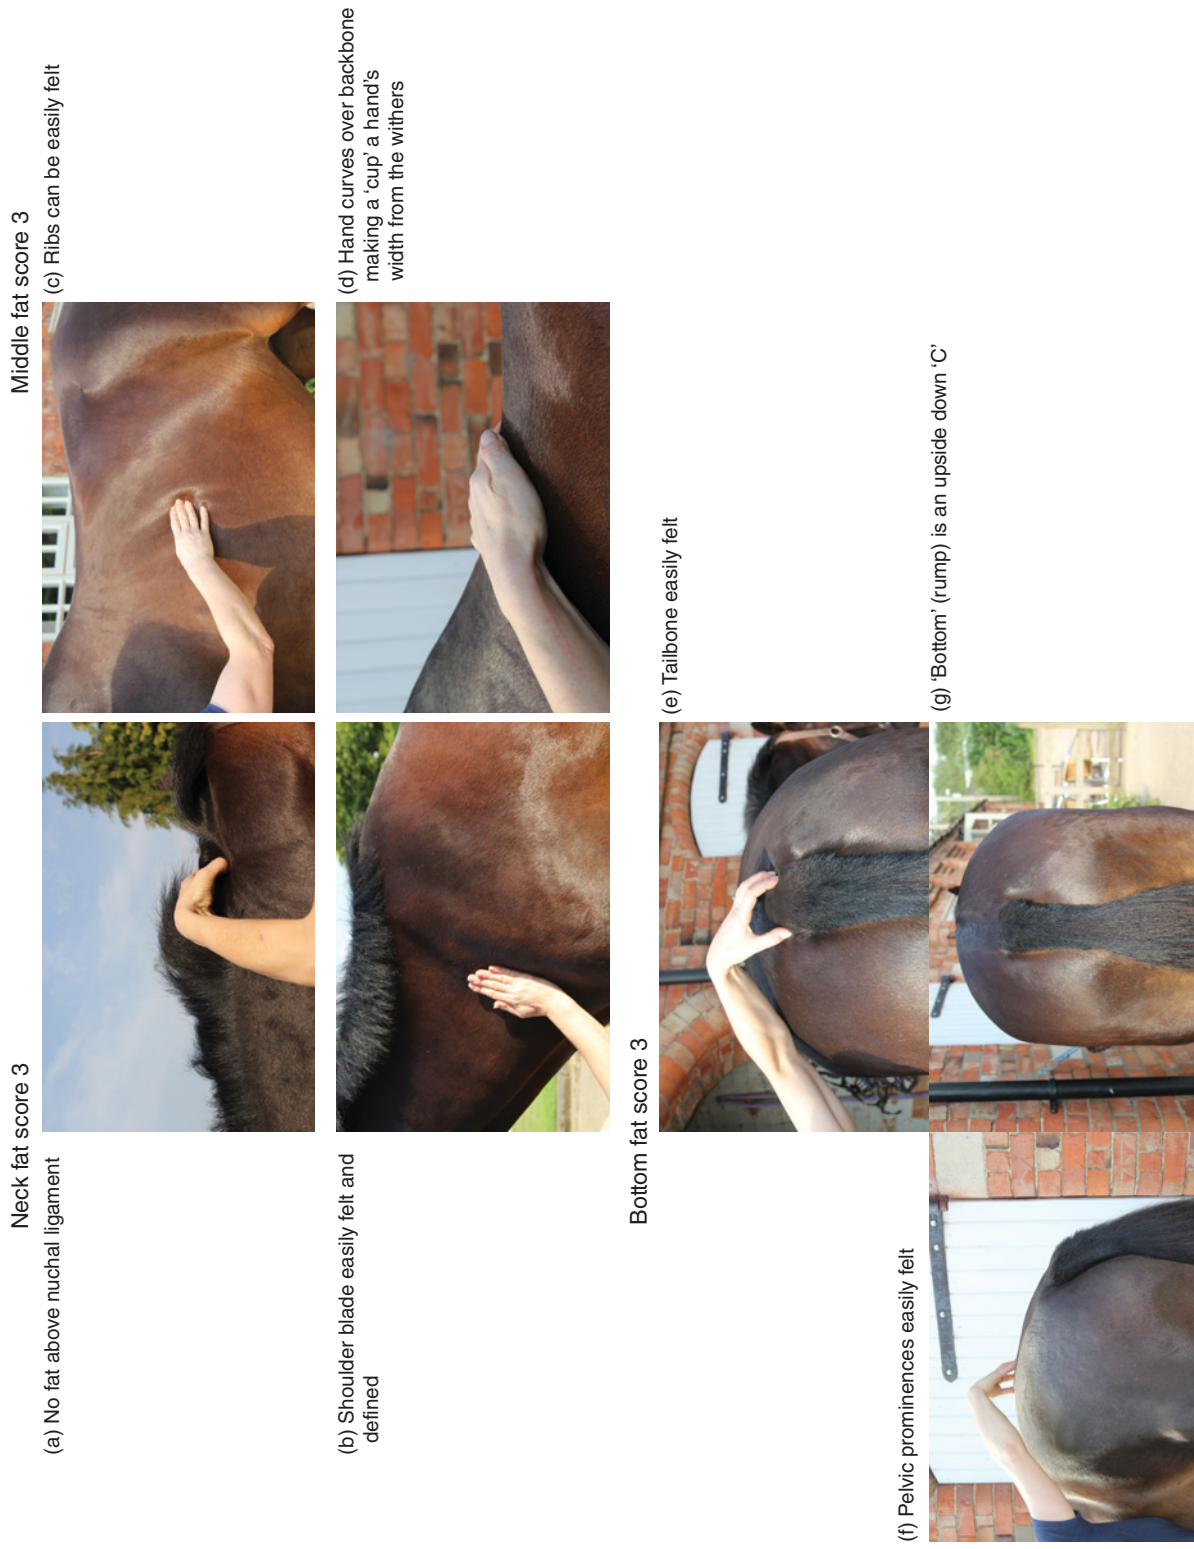 Neck fat score 3
(a) No fat above nuchal ligament
(b) Shoulder blade easily felt and
defined
Middle fat score 3
(c) Ribs can be easily felt
(d) Hand curves over backbone
making a ‘cup’ a hand’s
width from the withers
Bottom fat score 3
(e) Tailbone easily felt
(f) Pelvic prominences easily felt
(g) ‘Bottom’ (rump) is an upside down ‘C’